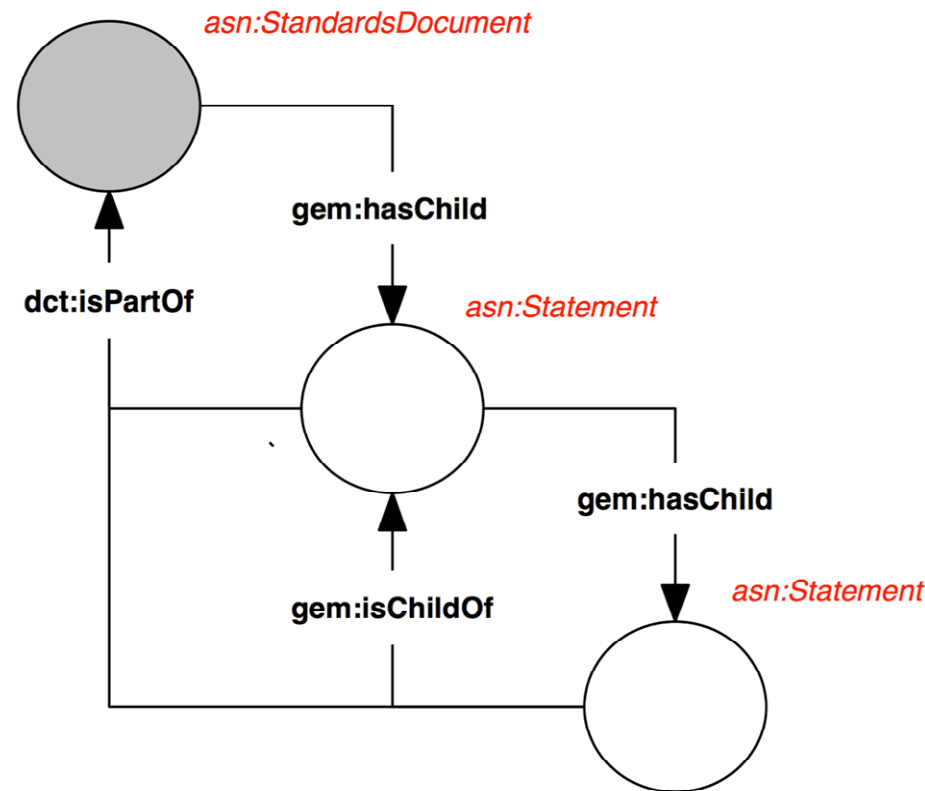 asn:StandardsDocument
gem:hasChild
dct:isPartOf
asn:Statement
gem:hasChild
asn:Statement
gem:isChildOf